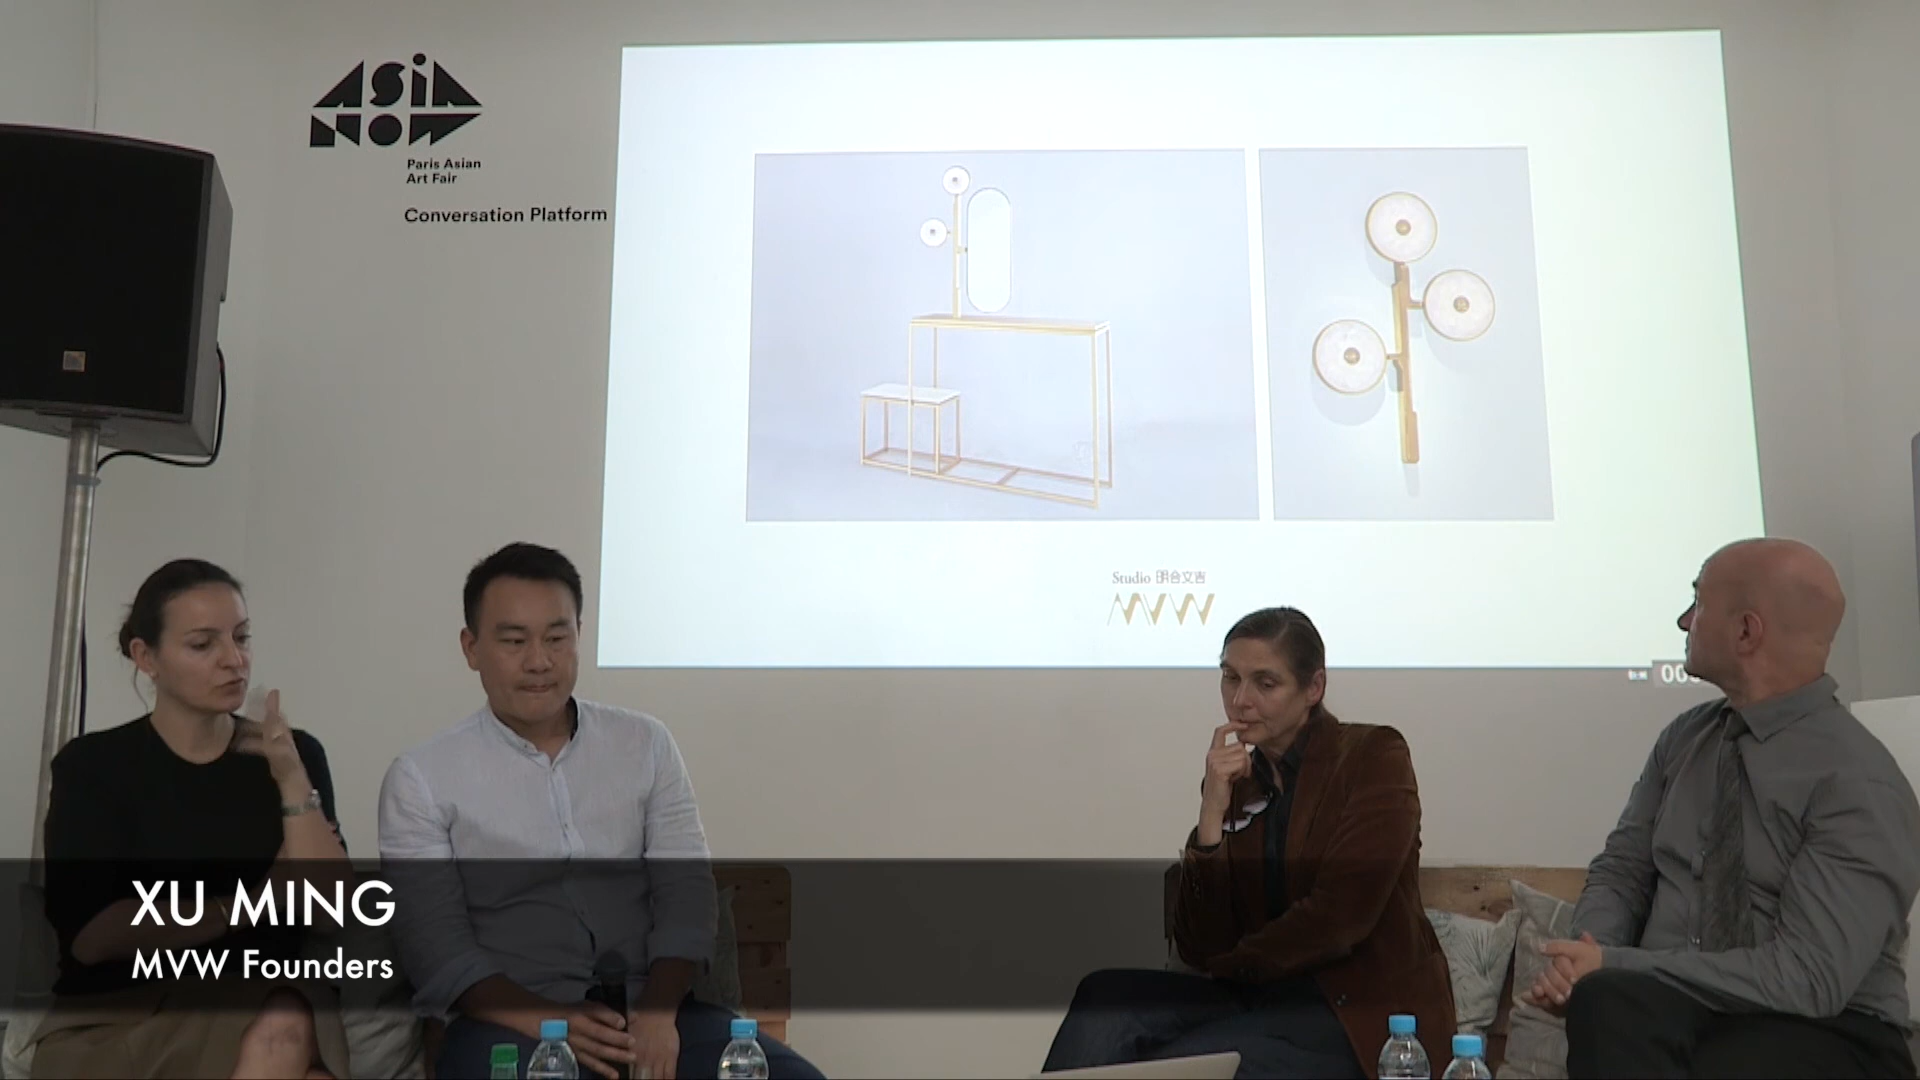 ASIA
NOW
Paris Asian
Art Fair
Conversation Platform
Studio 明合文吉
MVW
XU MING
MVW Founders